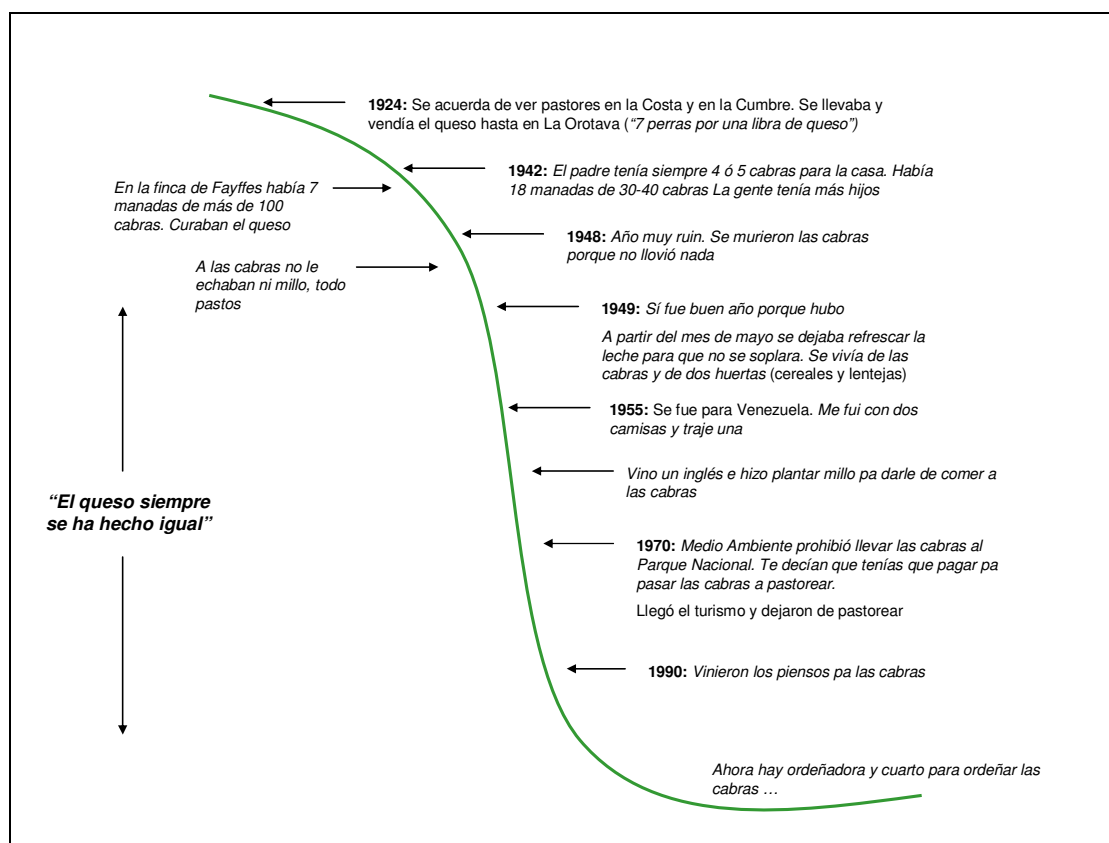 1924: Se acuerda de ver pastores en la Costa y en la Cumbre. Se llevaba y
vendía el queso hasta en La Orotava (“7 perras por una libra de queso”)
1942: El padre tenía siempre 4 ó 5 cabras para la casa. Había
18 manadas de 30-40 cabras La gente tenía más hijos
En la finca de Fayffes había 7
manadas de más de 100
cabras. Curaban el queso
1948: Año muy ruin. Se murieron las cabras
porque no llovió nada
A las cabras no le
echaban ni millo, todo
pastos
1949: Sí fue buen año porque hubo
A partir del mes de mayo se dejaba refrescar la
leche para que no se soplara. Se vivía de las
cabras y de dos huertas (cereales y lentejas)
1955: Se fue para Venezuela. Me fui con dos
camisas y traje una
Vino un inglés e hizo plantar millo pa darle de comer a
las cabras
“El queso siempre
se ha hecho igual”
1970: Medio Ambiente prohibió llevar las cabras al
Parque Nacional. Te decían que tenías que pagar pa
pasar las cabras a pastorear.
Llegó el turismo y dejaron de pastorear
1990: Vinieron los piensos pa las cabras
Ahora hay ordeñadora y cuarto para ordeñar las
cabras …